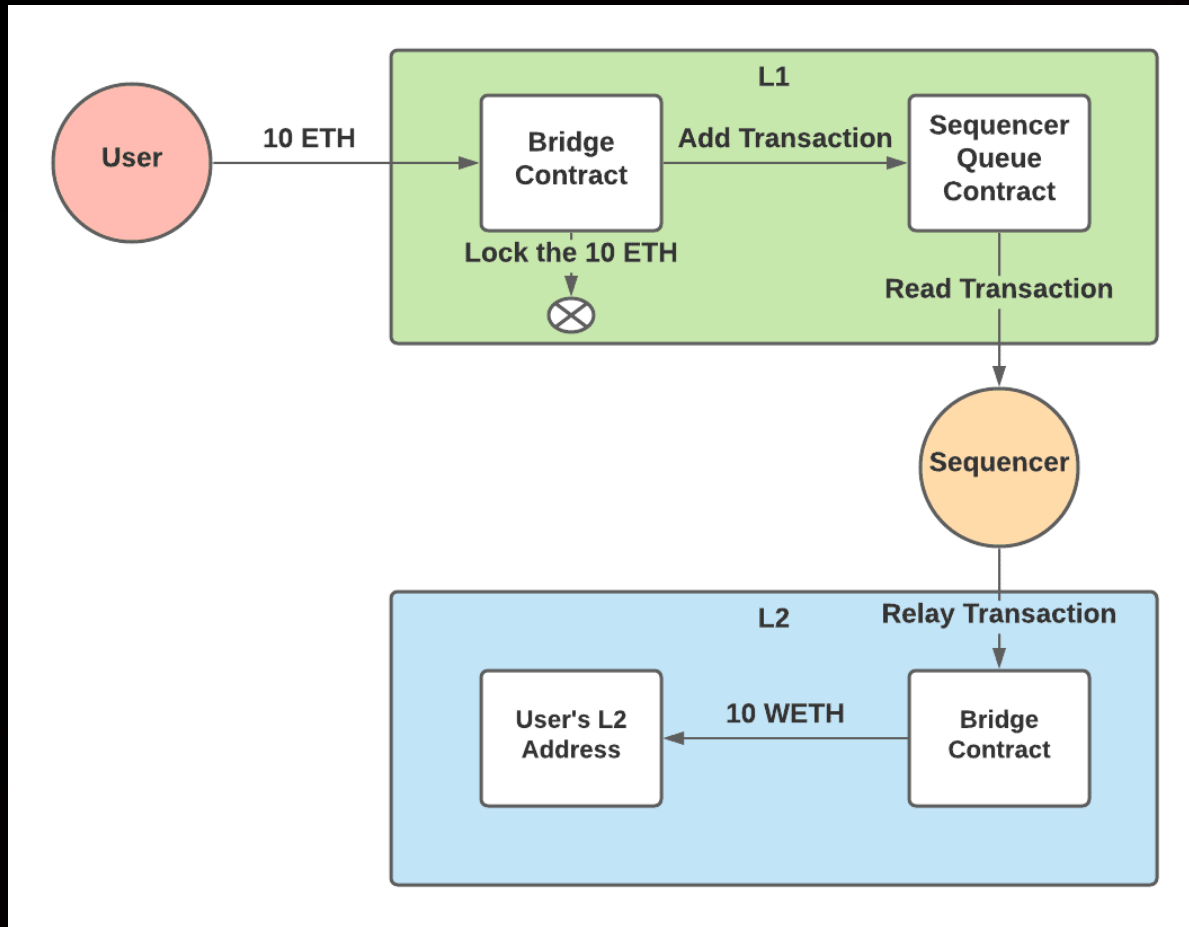 L1
User
10 ETH
Bridge
Contract
Add Transaction
Sequencer
Queue
Contract
Lock the 10 ETH
Read Transaction
Sequencer
L2
Relay Transaction
User's L2
Address
10 WETH
Bridge
Contract